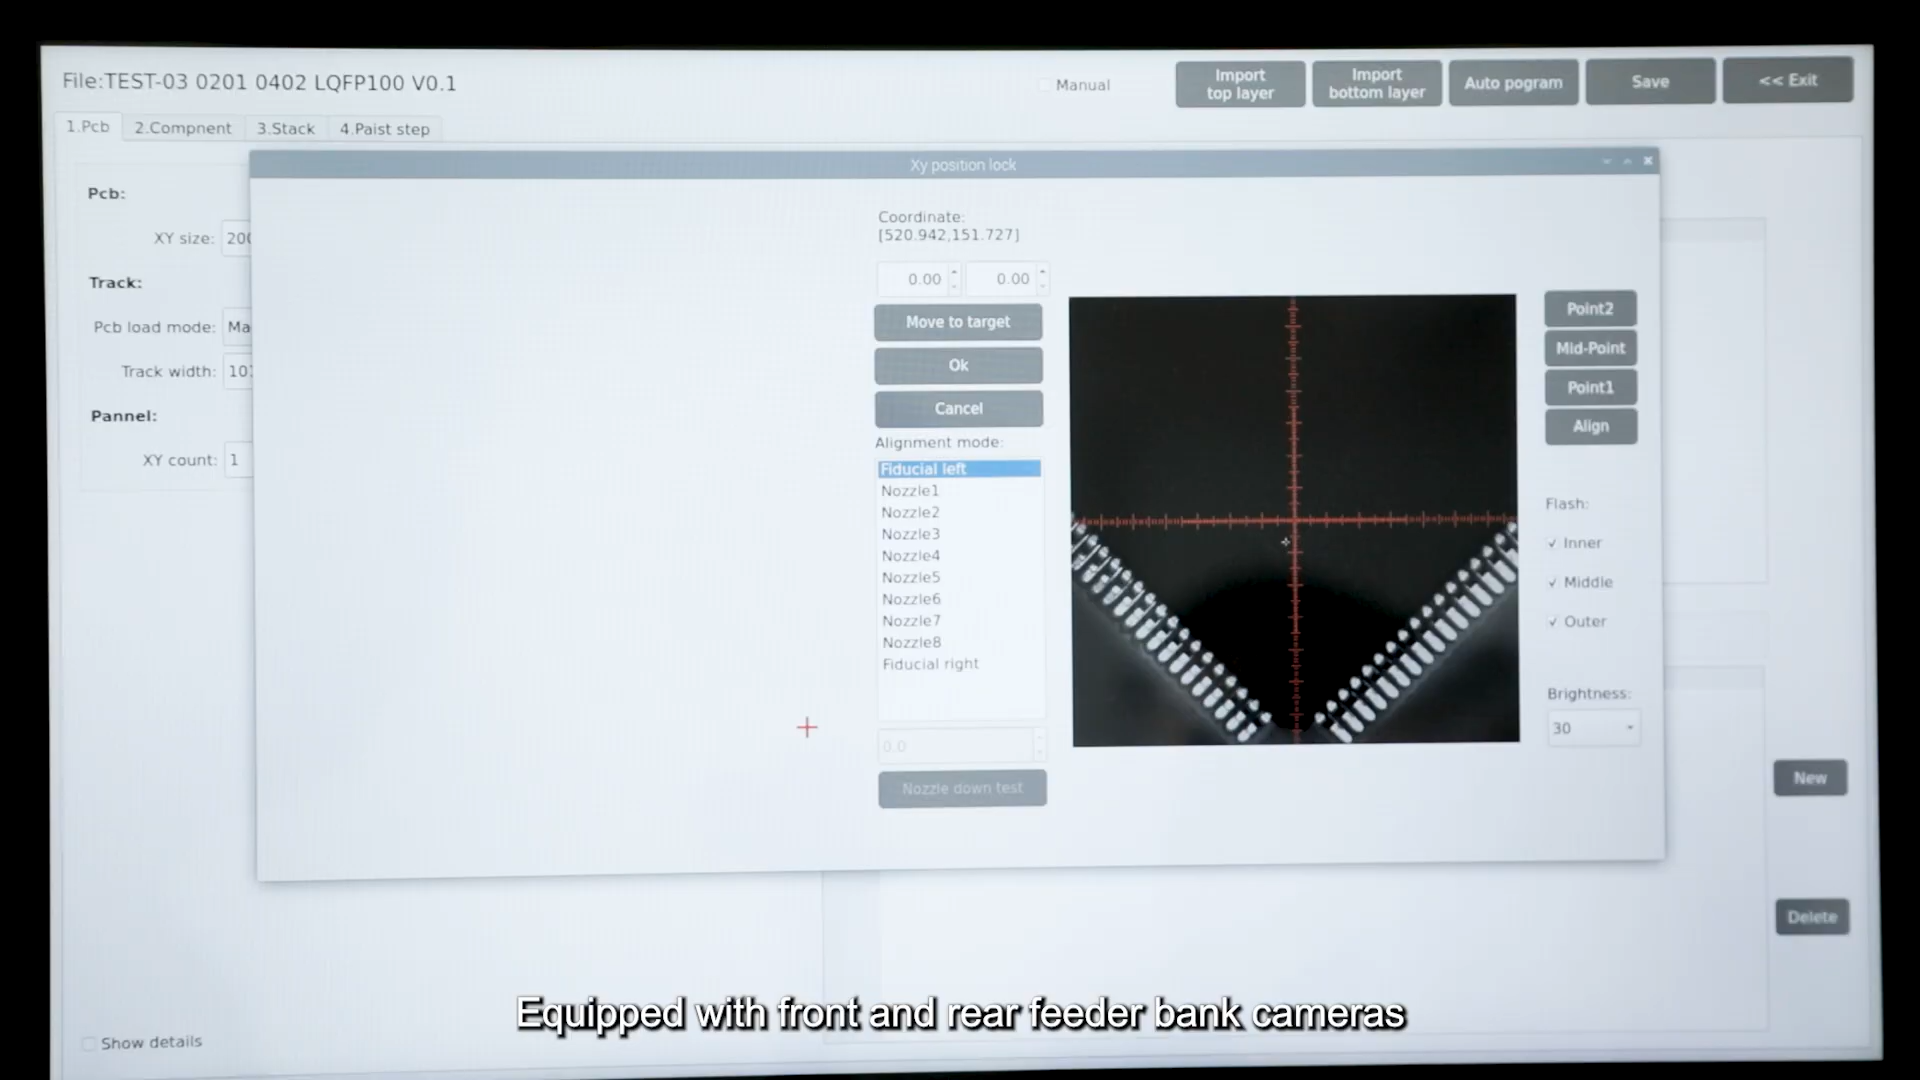 File:TEST-03 0201 0402 LQFP100 V0.1
Manual
Import top layer
Import bottom layer
Auto pogram
Save
<< Exit
1.Pcb
2.Compnent
3.Stack
4.Paist step
Xy position lock
Pcb:
XY size:
200
Track:
Pcb load mode:
Ma
Track width:
Pannel:
XY count:
1
Coordinate:
[520.942,151.727]
0.00
0.00
Move to target
Ok
Cancel
Alignment mode:
Fiducial left
Nozzle1
Nozzle2
Nozzle3
Nozzle4
Nozzle5
Nozzle6
Nozzle7
Nozzle8
Fiducial right
0.0
Nozzle down test
Point2
Mid-Point
Point1
Align
Flash:
Inner
Middle
Outer
Brightness:
30
New
Delete
Show details
Equipped with front and rear feeder bank cameras